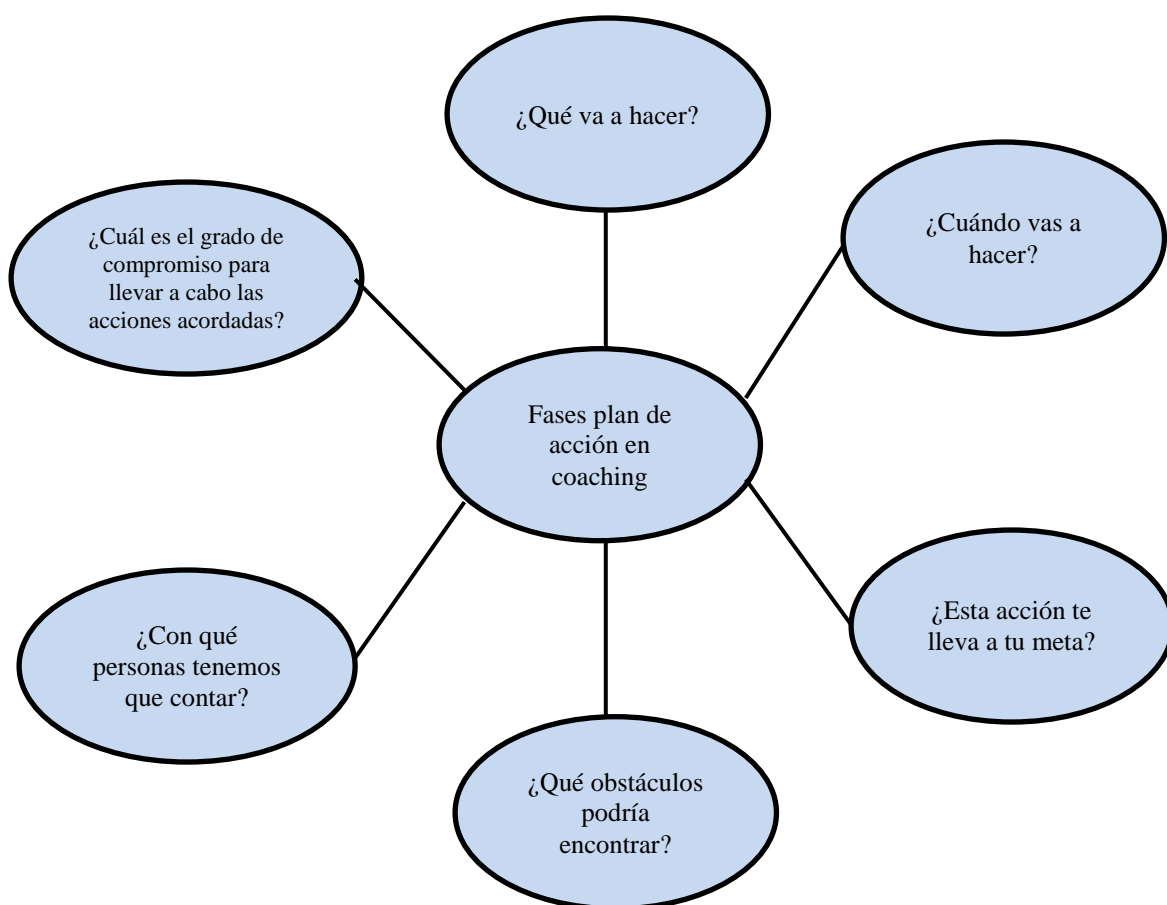 ¿Qué va a hacer?
¿Cuándo vas a
hacer?
¿Cuál es el grado de
compromiso para
llevar a cabo las
acciones acordadas?
Fases plan de
acción en
coaching
¿Esta acción te
lleva a tu meta?
¿Con qué
personas tenemos
que contar?
¿Qué obstáculos
podría
encontrar?